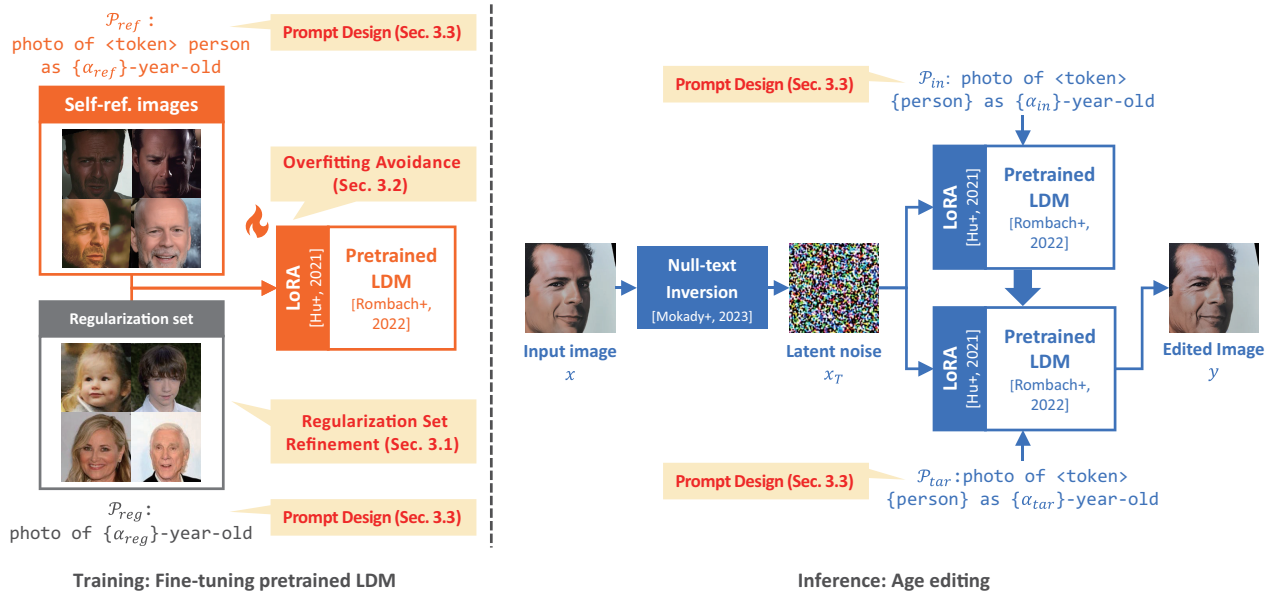 𝒫_ref :
photo of <token> person
as {α_ref}-year-old
Prompt Design (Sec. 3.3)
Self-ref. images
Overfitting Avoidance
(Sec. 3.2)
LoRA
[Hu+, 2021]
Pretrained
LDM
[Rombach+,
2022]
Regularization set
Regularization Set
Refinement (Sec. 3.1)
𝒫_reg:
photo of {α_reg}-year-old
Prompt Design (Sec. 3.3)
Training: Fine-tuning pretrained LDM
Prompt Design (Sec. 3.3)
𝒫_in: photo of <token>
{person} as {α_in}-year-old
LoRA
[Hu+, 2021]
Pretrained
LDM
[Rombach+,
2022]
Input image
x
Null-text
Inversion
[Mokady+, 2023]
Latent noise
x_T
LoRA
[Hu+, 2021]
Pretrained
LDM
[Rombach+,
2022]
Edited Image
y
Prompt Design (Sec. 3.3)
𝒫_tar:photo of <token>
{person} as {α_tar}-year-old
Inference: Age editing